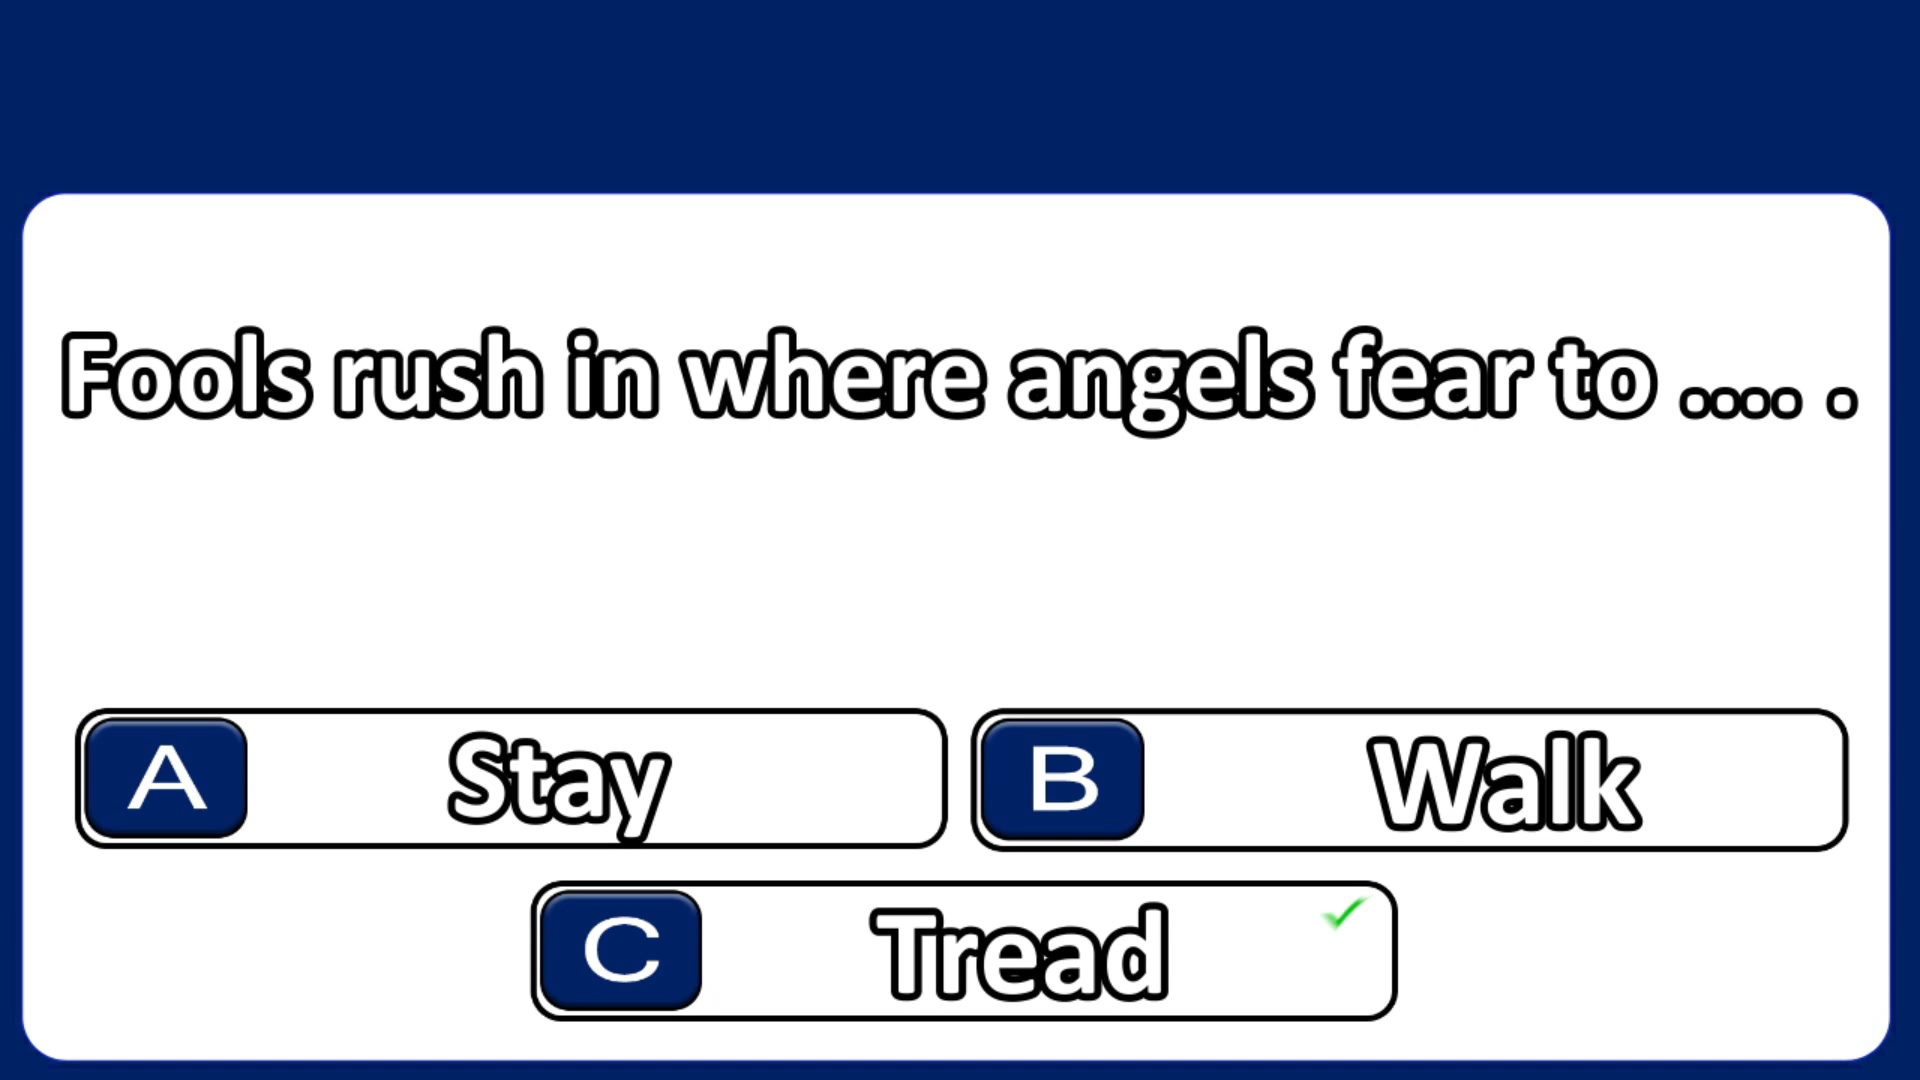 Fools rush in where angels fear to .... .
A Stay
B Walk
C Tread